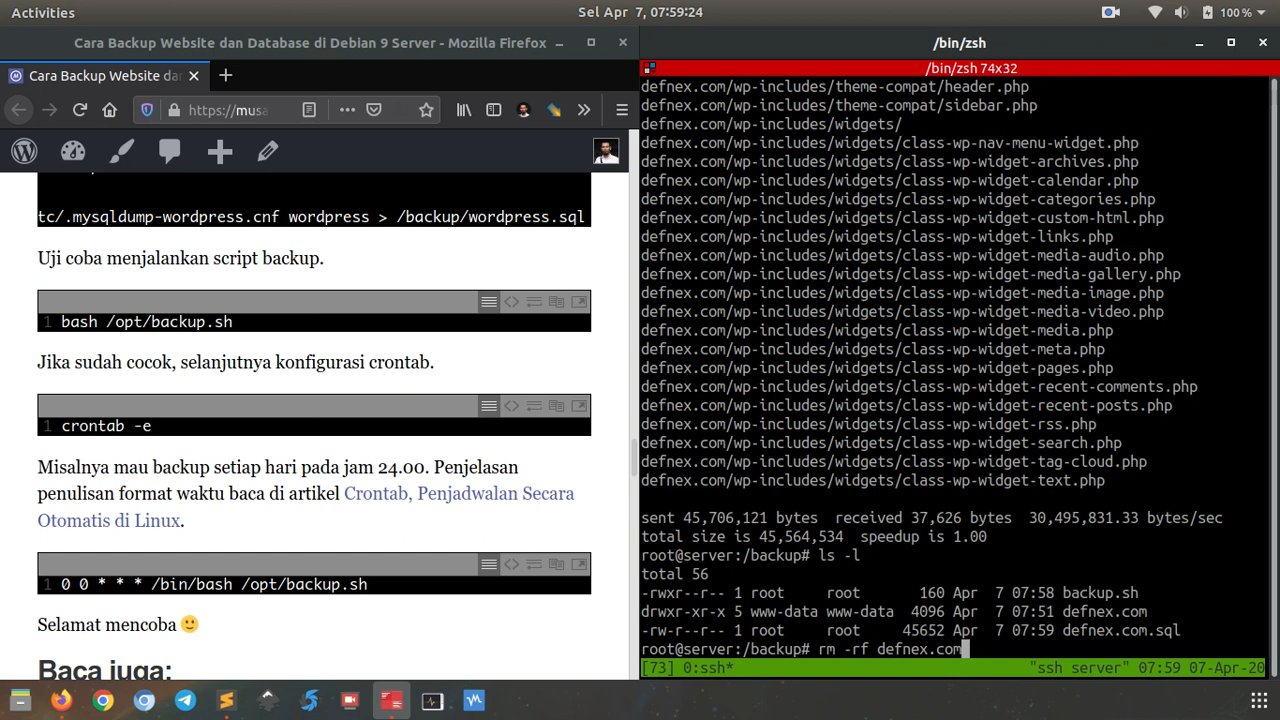 Activities
Sel Apr 7, 07:59:24
100 %
Cara Backup Website dan Database di Debian 9 Server - Mozilla Firefox
Cara Backup Website da
https://musa
tc/.mysqldump-wordpress.cnf wordpress > /backup/wordpress.sql
Uji coba menjalankan script backup.
1 bash /opt/backup.sh
Jika sudah cocok, selanjutnya konfigurasi crontab.
1 crontab -e
Misalnya mau backup setiap hari pada jam 24.00. Penjelasan
penulisan format waktu baca di artikel Crontab, Penjadwalan Secara
Otomatis di Linux.
1 0 0 * * * /bin/bash /opt/backup.sh
Selamat mencoba 🙂
Baca juga:
/bin/zsh
/bin/zsh 74x32
defnex.com/wp-includes/theme-compat/header.php
defnex.com/wp-includes/theme-compat/sidebar.php
defnex.com/wp-includes/widgets/
defnex.com/wp-includes/widgets/class-wp-nav-menu-widget.php
defnex.com/wp-includes/widgets/class-wp-widget-archives.php
defnex.com/wp-includes/widgets/class-wp-widget-calendar.php
defnex.com/wp-includes/widgets/class-wp-widget-categories.php
defnex.com/wp-includes/widgets/class-wp-widget-custom-html.php
defnex.com/wp-includes/widgets/class-wp-widget-links.php
defnex.com/wp-includes/widgets/class-wp-widget-media-audio.php
defnex.com/wp-includes/widgets/class-wp-widget-media-gallery.php
defnex.com/wp-includes/widgets/class-wp-widget-media-image.php
defnex.com/wp-includes/widgets/class-wp-widget-media-video.php
defnex.com/wp-includes/widgets/class-wp-widget-media.php
defnex.com/wp-includes/widgets/class-wp-widget-meta.php
defnex.com/wp-includes/widgets/class-wp-widget-pages.php
defnex.com/wp-includes/widgets/class-wp-widget-recent-comments.php
defnex.com/wp-includes/widgets/class-wp-widget-recent-posts.php
defnex.com/wp-includes/widgets/class-wp-widget-rss.php
defnex.com/wp-includes/widgets/class-wp-widget-search.php
defnex.com/wp-includes/widgets/class-wp-widget-tag-cloud.php
defnex.com/wp-includes/widgets/class-wp-widget-text.php
sent 45,706,121 bytes  received 37,626 bytes  30,495,831.33 bytes/sec
total size is 45,564,534  speedup is 1.00
root@server:/backup# ls -l
total 56
-rwxr--r-- 1 root     root       160 Apr  7 07:58 backup.sh
drwxr-xr-x 5 www-data www-data  4096 Apr  7 07:51 defnex.com
-rw-r--r-- 1 root     root     45652 Apr  7 07:59 defnex.com.sql
root@server:/backup# rm -rf defnex.com
[73] 0:ssh*
"ssh server" 07:59 07-Apr-20